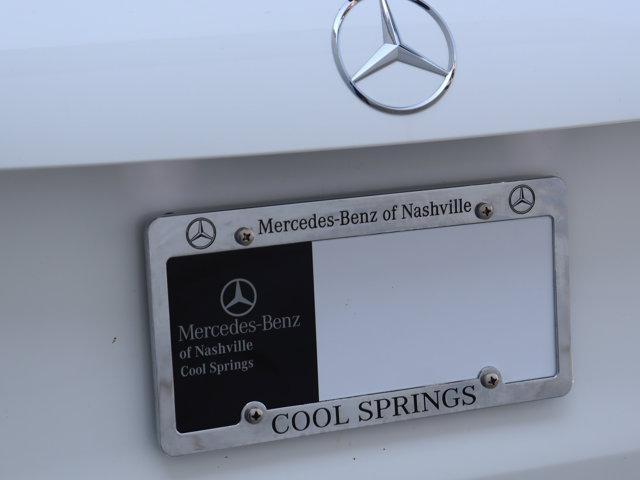 Mercedes-Benz of Nashville
Mercedes-Benz
of Nashville
Cool Springs
COOL SPRINGS